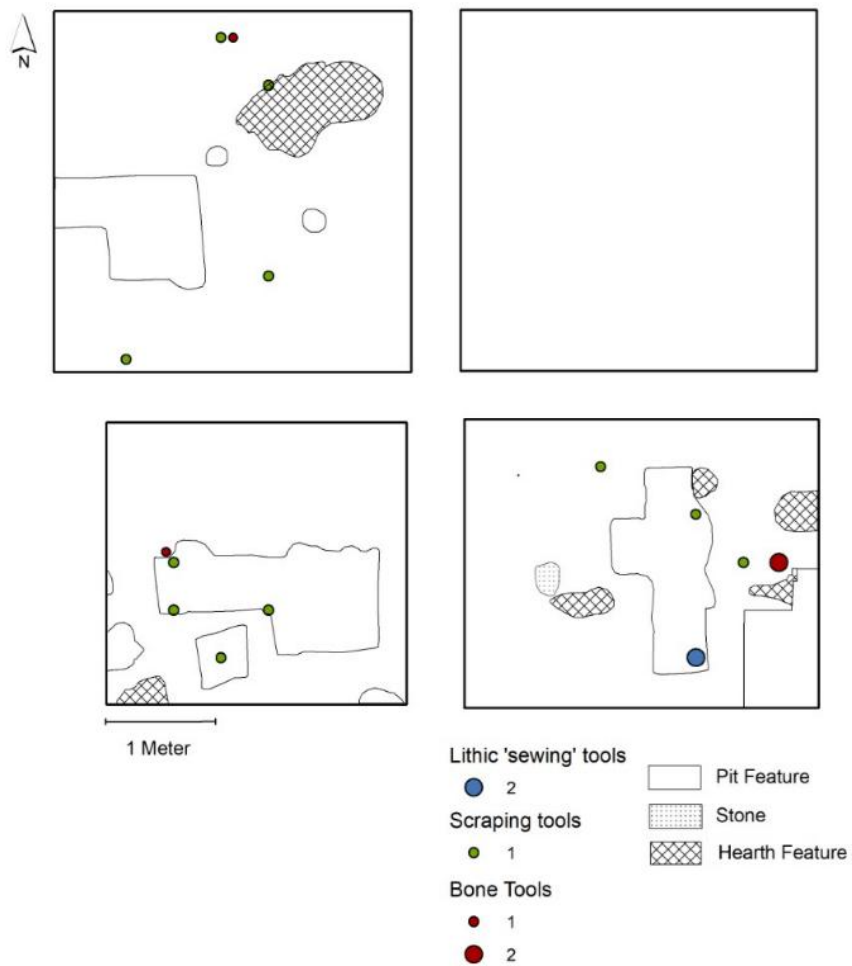 N
1 Meter
Lithic 'sewing' tools
2
Scraping tools
1
Bone Tools
1
2
Pit Feature
Stone
Hearth Feature